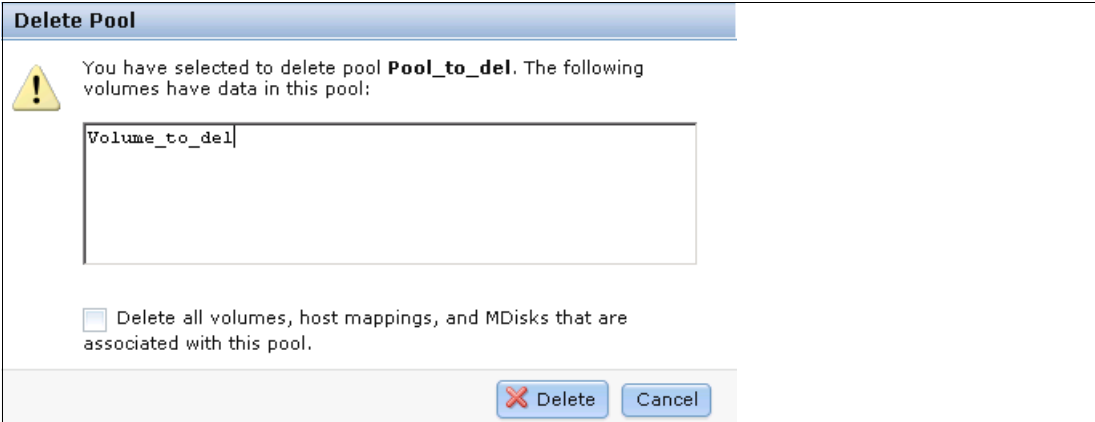 Delete Pool
You have selected to delete pool Pool_to_del. The following
volumes have data in this pool:
Volume_to_del
Delete all volumes, host mappings, and MDisks that are
associated with this pool.
Delete
Cancel